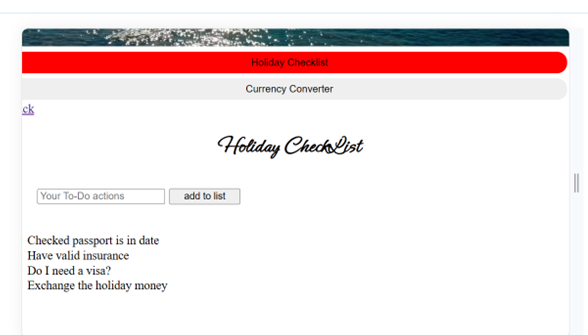 Holiday Checklist
Currency Converter
ck
Holiday CheckList
Your To-Do actions add to list
Checked passport is in date
Have valid insurance
Do I need a visa?
Exchange the holiday money